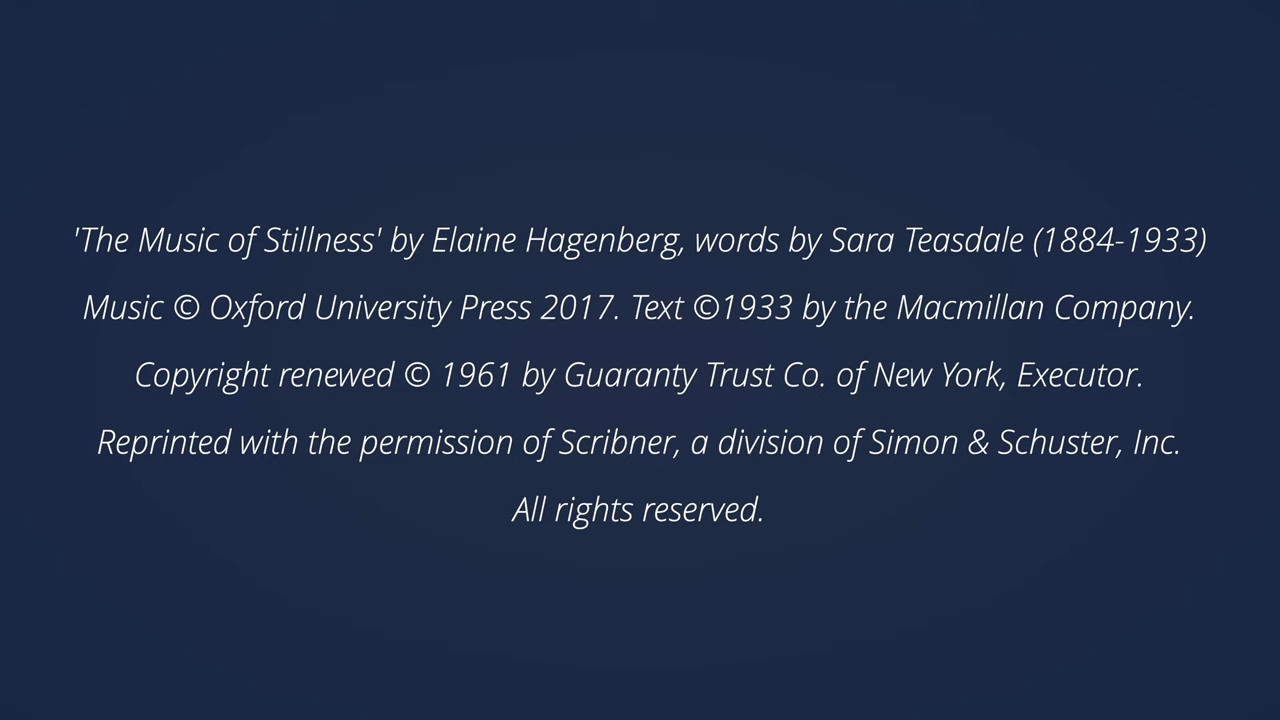 'The Music of Stillness' by Elaine Hagenberg, words by Sara Teasdale (1884-1933)
Music © Oxford University Press 2017. Text ©1933 by the Macmillan Company.
Copyright renewed © 1961 by Guaranty Trust Co. of New York, Executor.
Reprinted with the permission of Scribner, a division of Simon & Schuster, Inc.
All rights reserved.